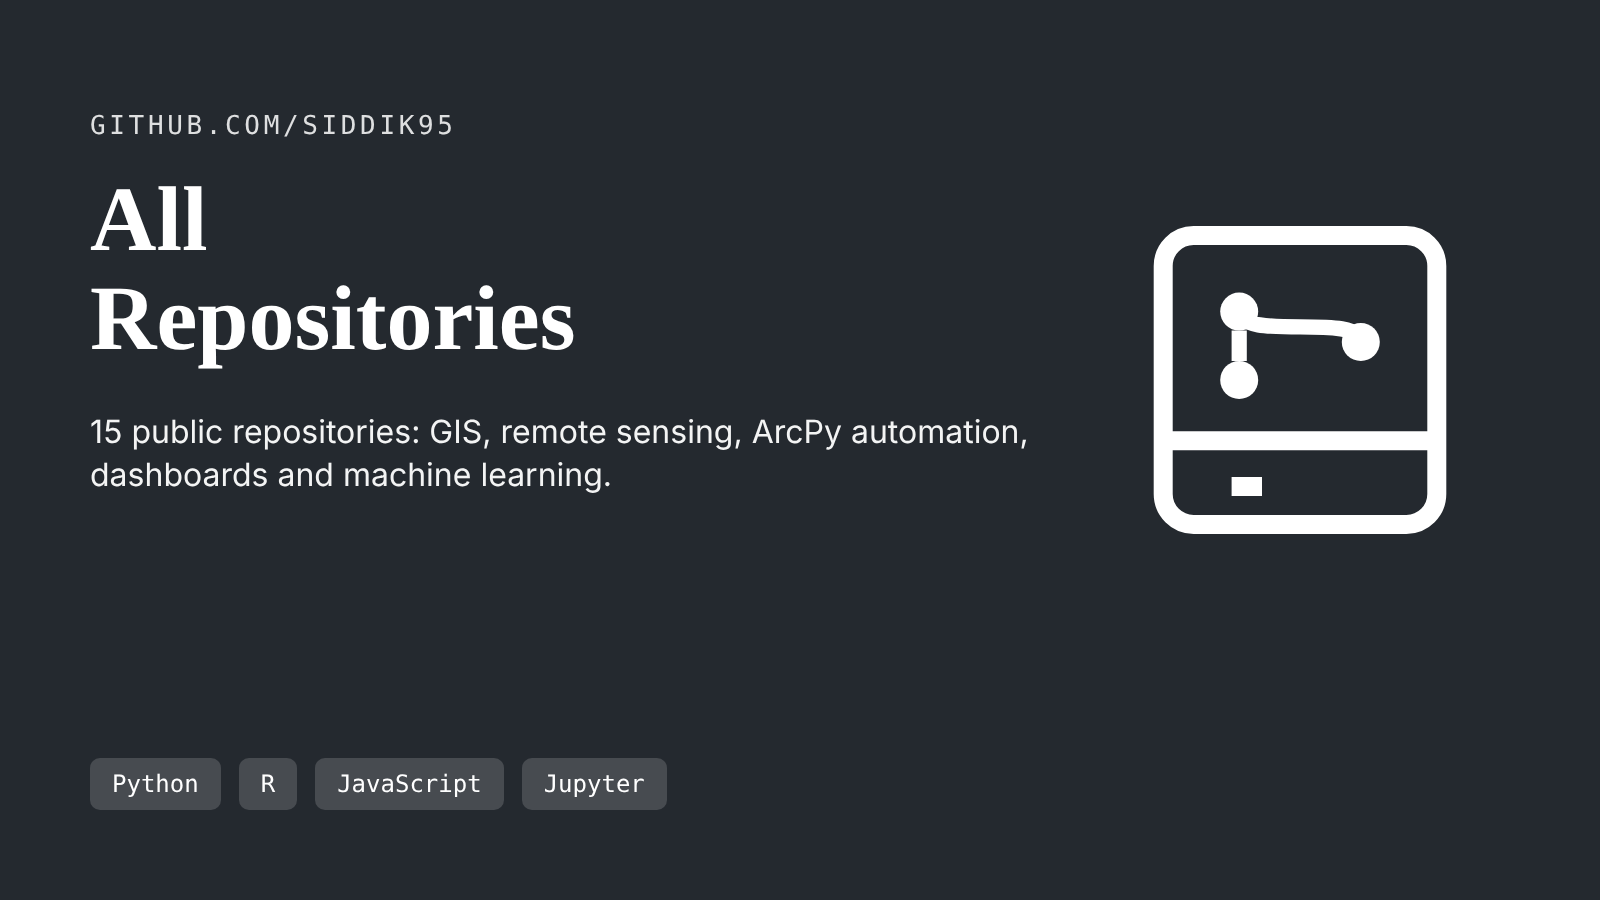 GITHUB.COM/SIDDIK95
All
Repositories
15 public repositories: GIS, remote sensing, ArcPy automation,
dashboards and machine learning.
Python R JavaScript Jupyter